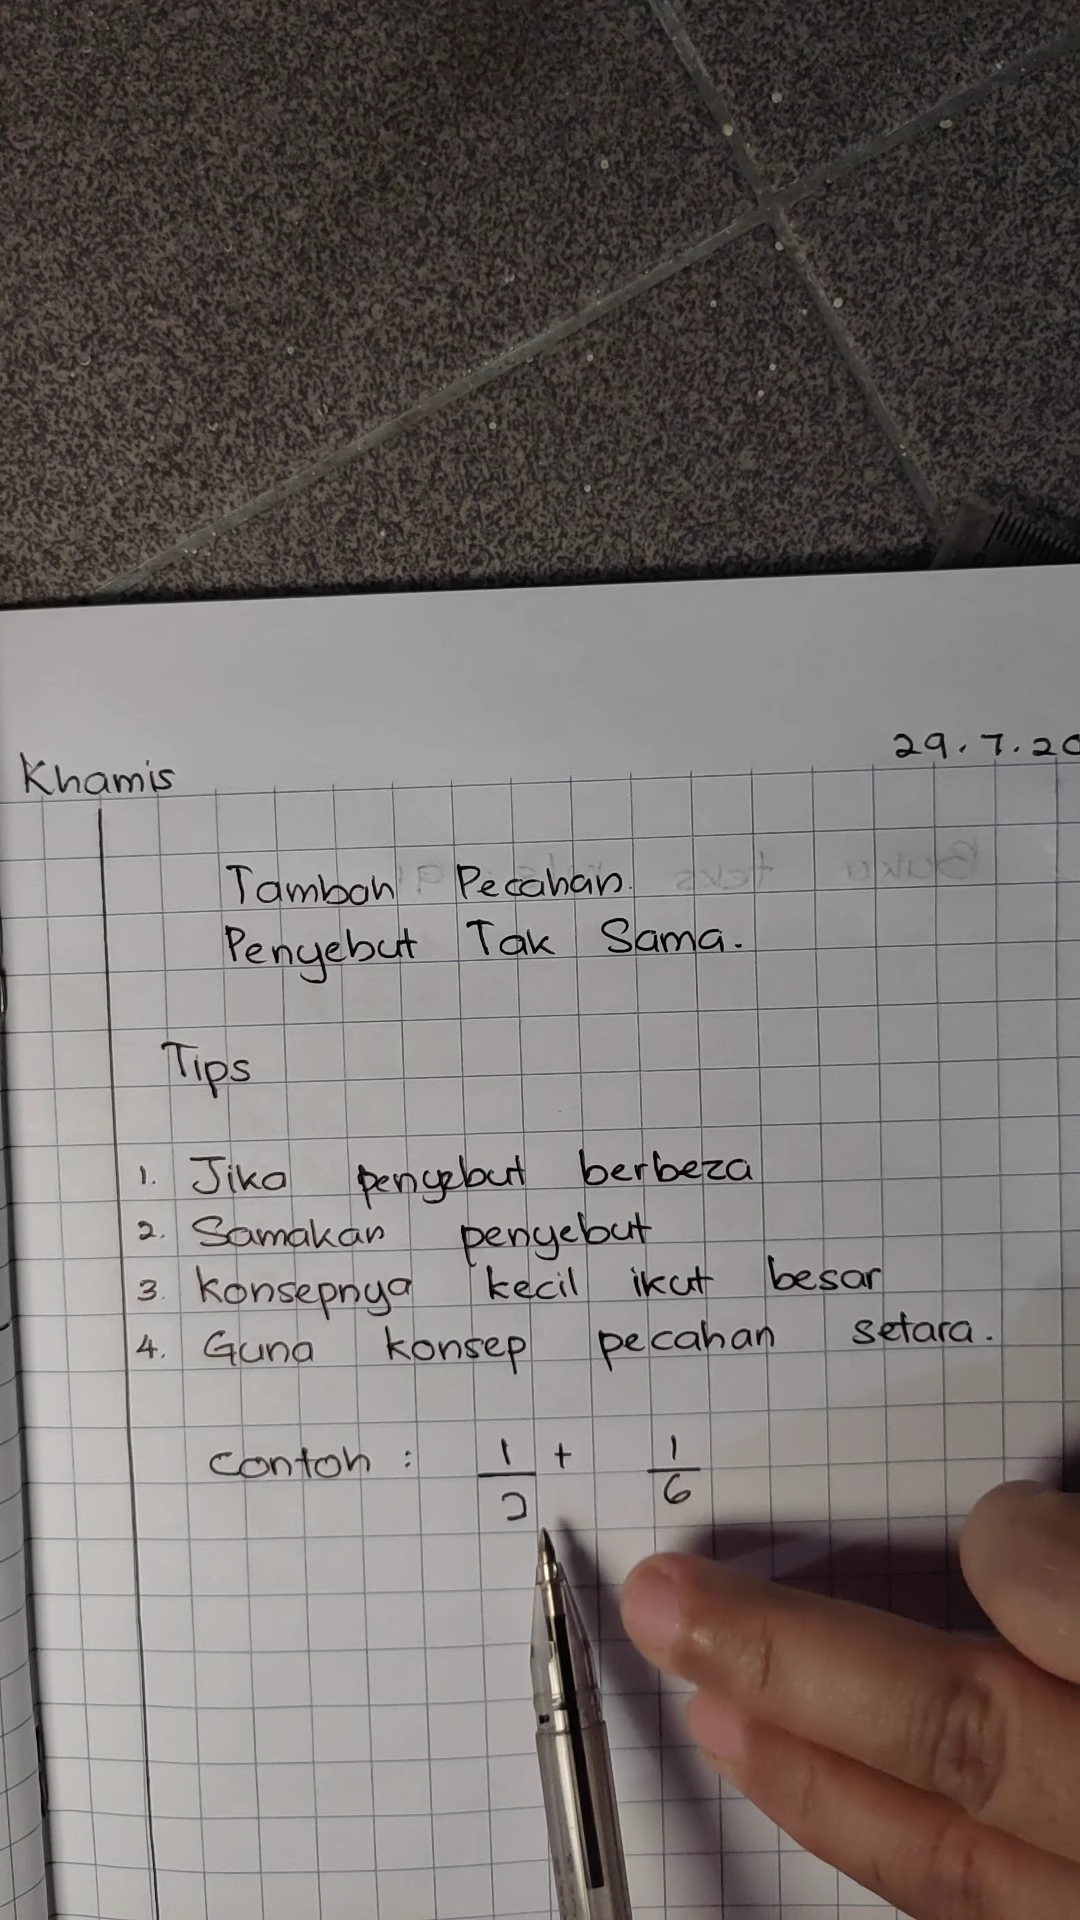 Khamis
29.7.20
Tambah Pecahan
Penyebut Tak Sama.
Tips
1. Jika penyebut berbeza
2. Samakan penyebut
3. Konsepnya kecil ikut besar
4. Guna konsep pecahan setara.
Contoh : 1/2 + 1/6